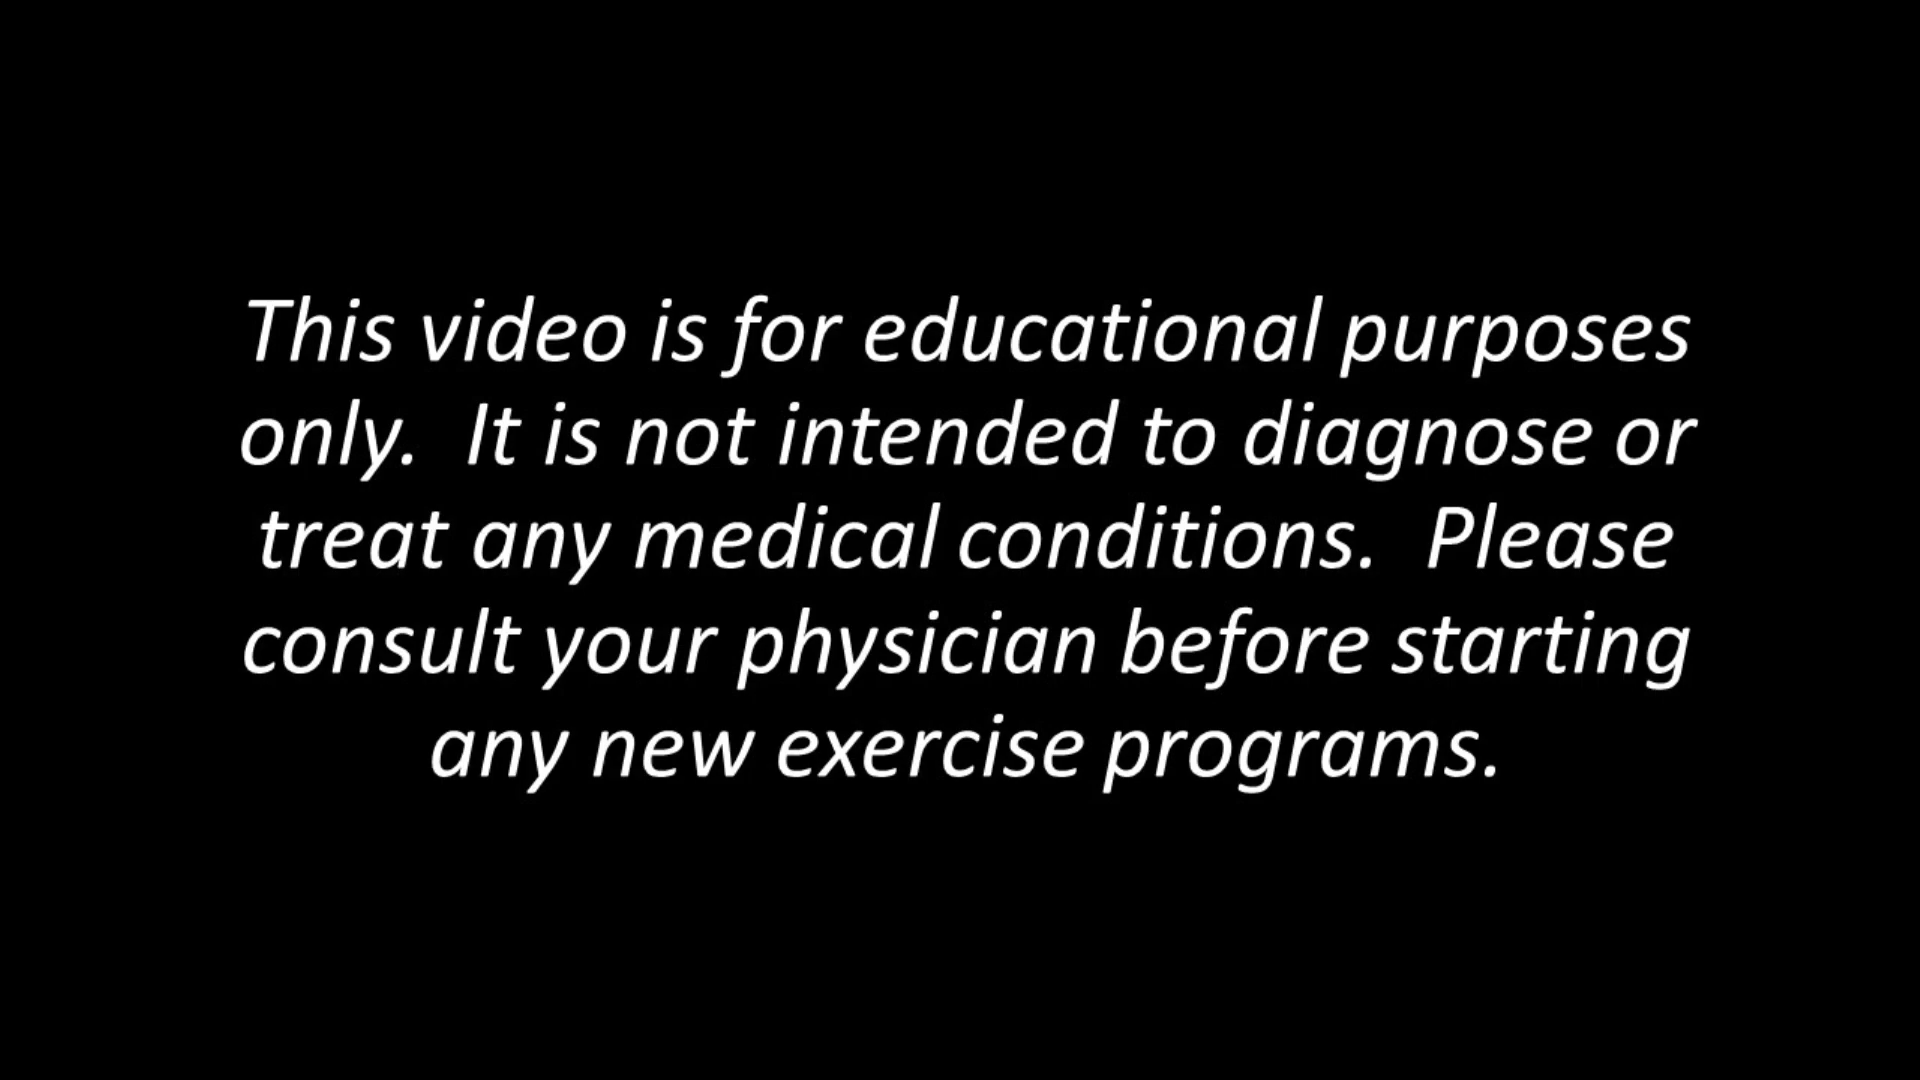 This video is for educational purposes
only.  It is not intended to diagnose or
treat any medical conditions.  Please
consult your physician before starting
any new exercise programs.